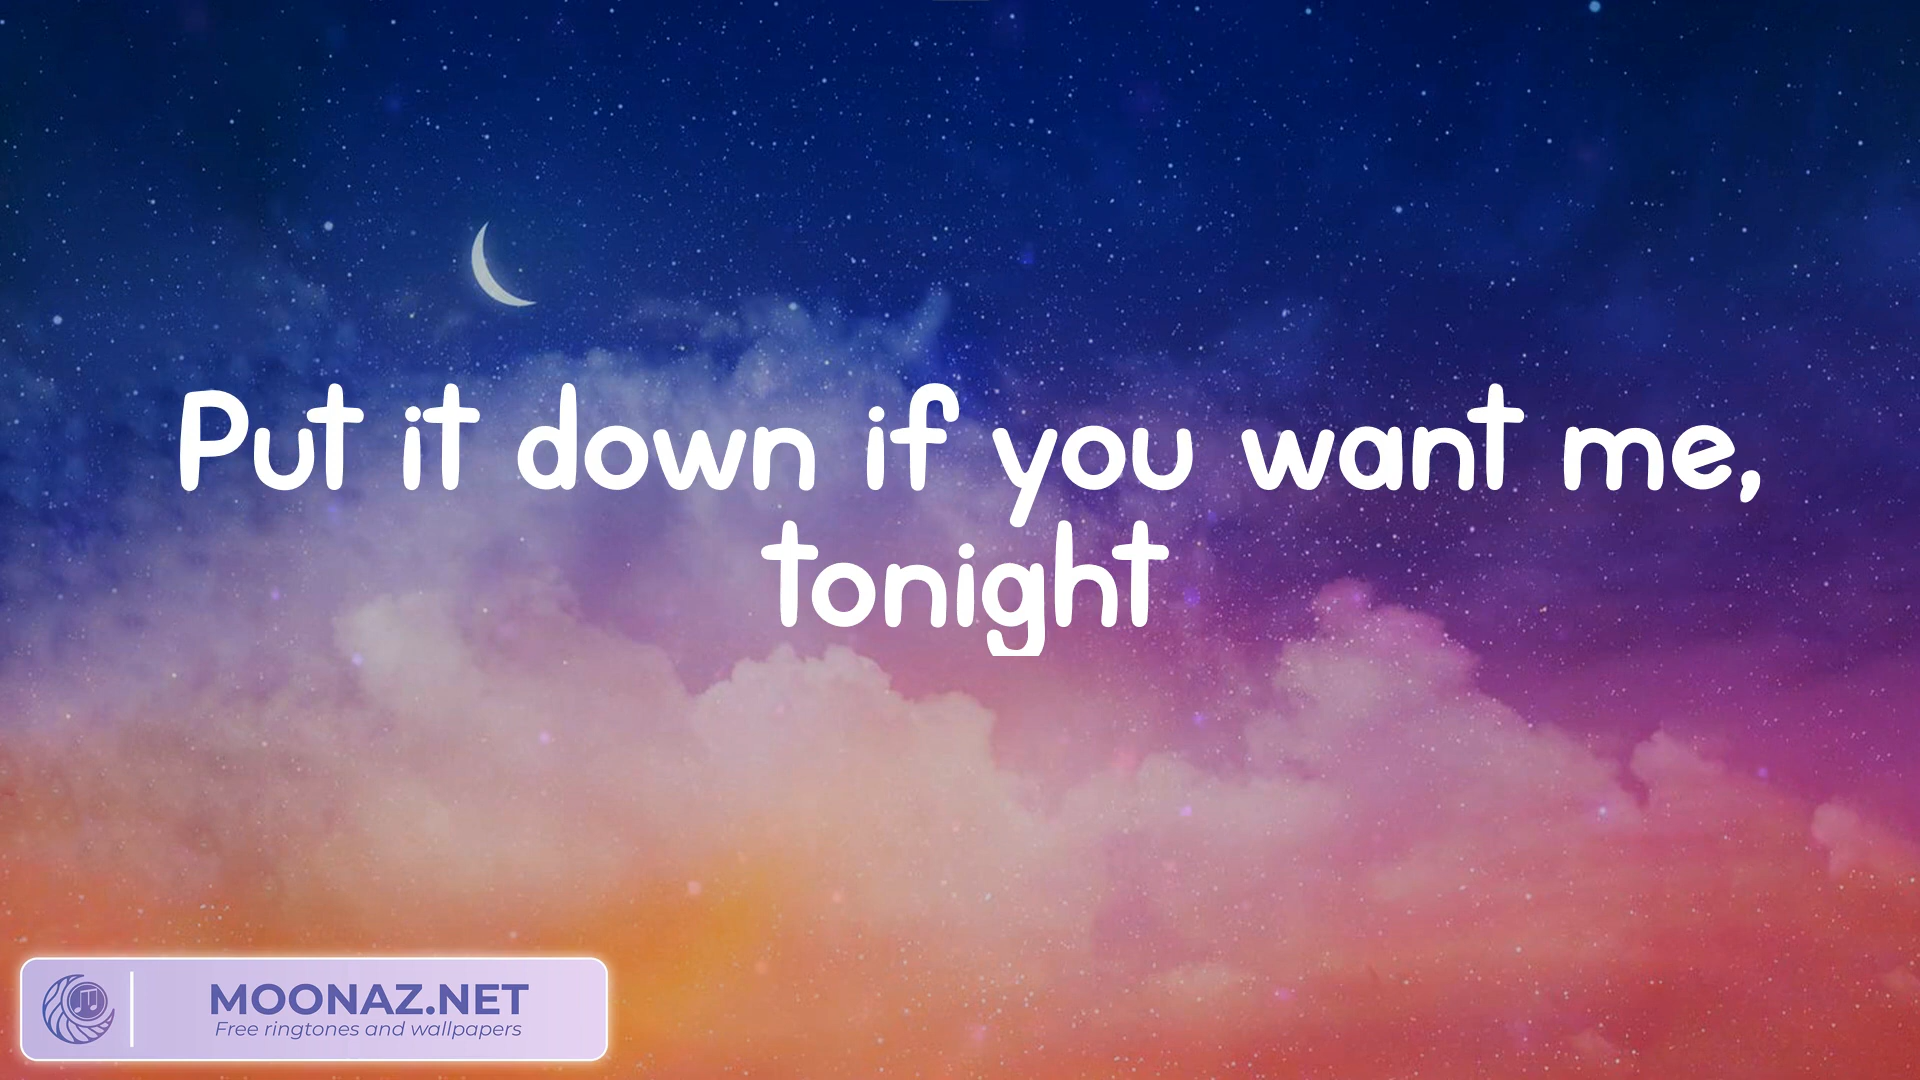 Put it down if you want me,
tonight
MOONAZ.NET
Free ringtones and wallpapers